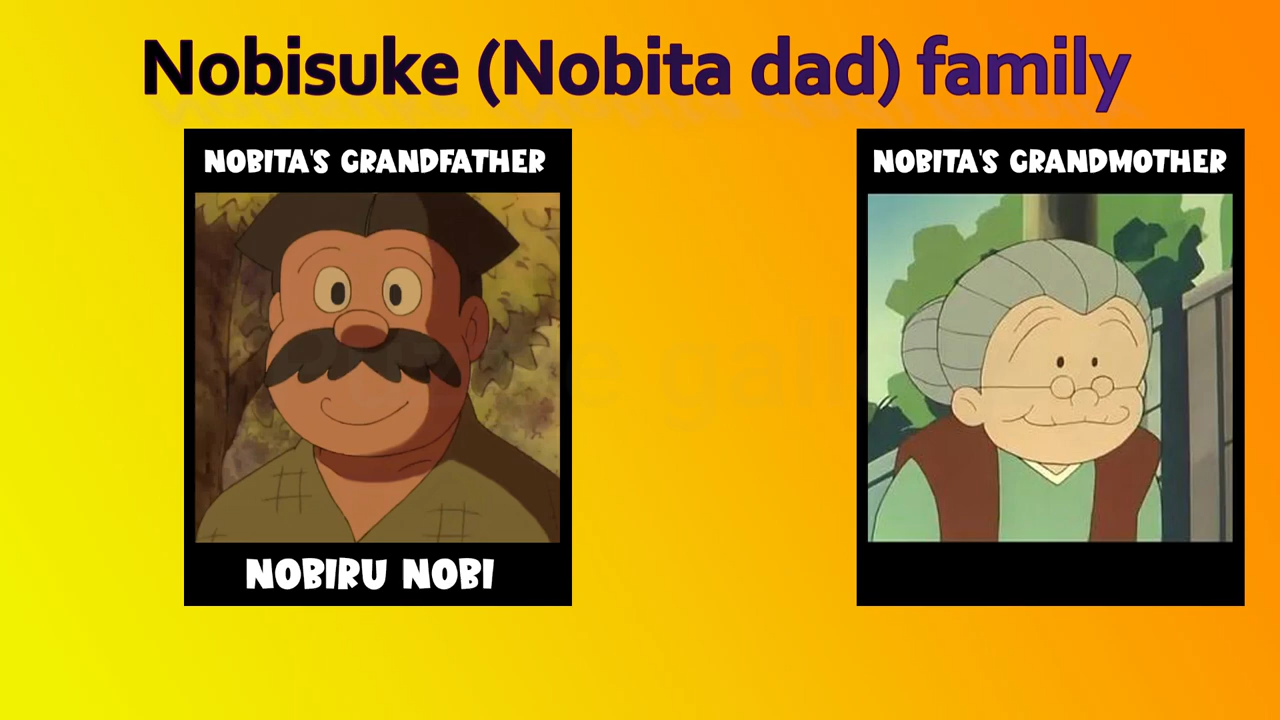 Nobisuke (Nobita dad) family
NOBITA'S GRANDFATHER
NOBITA'S GRANDMOTHER
NOBIRU NOBI